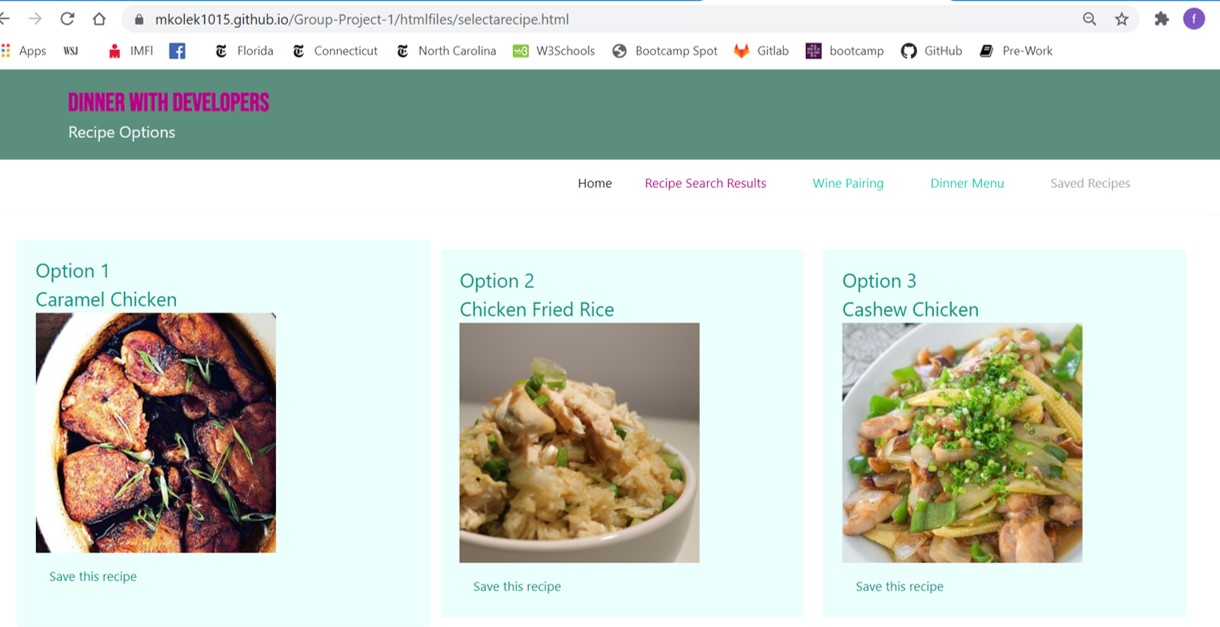 mkolek1015.github.io/Group-Project-1/htmlfiles/selectarecipe.html
f
Apps WSJ IMFI Florida Connecticut North Carolina W3Schools Bootcamp Spot Gitlab bootcamp GitHub Pre-Work
DINNER WITH DEVELOPERS
Recipe Options
Home Recipe Search Results Wine Pairing Dinner Menu Saved Recipes
Option 1
Caramel Chicken
Save this recipe
Option 2
Chicken Fried Rice
Save this recipe
Option 3
Cashew Chicken
Save this recipe